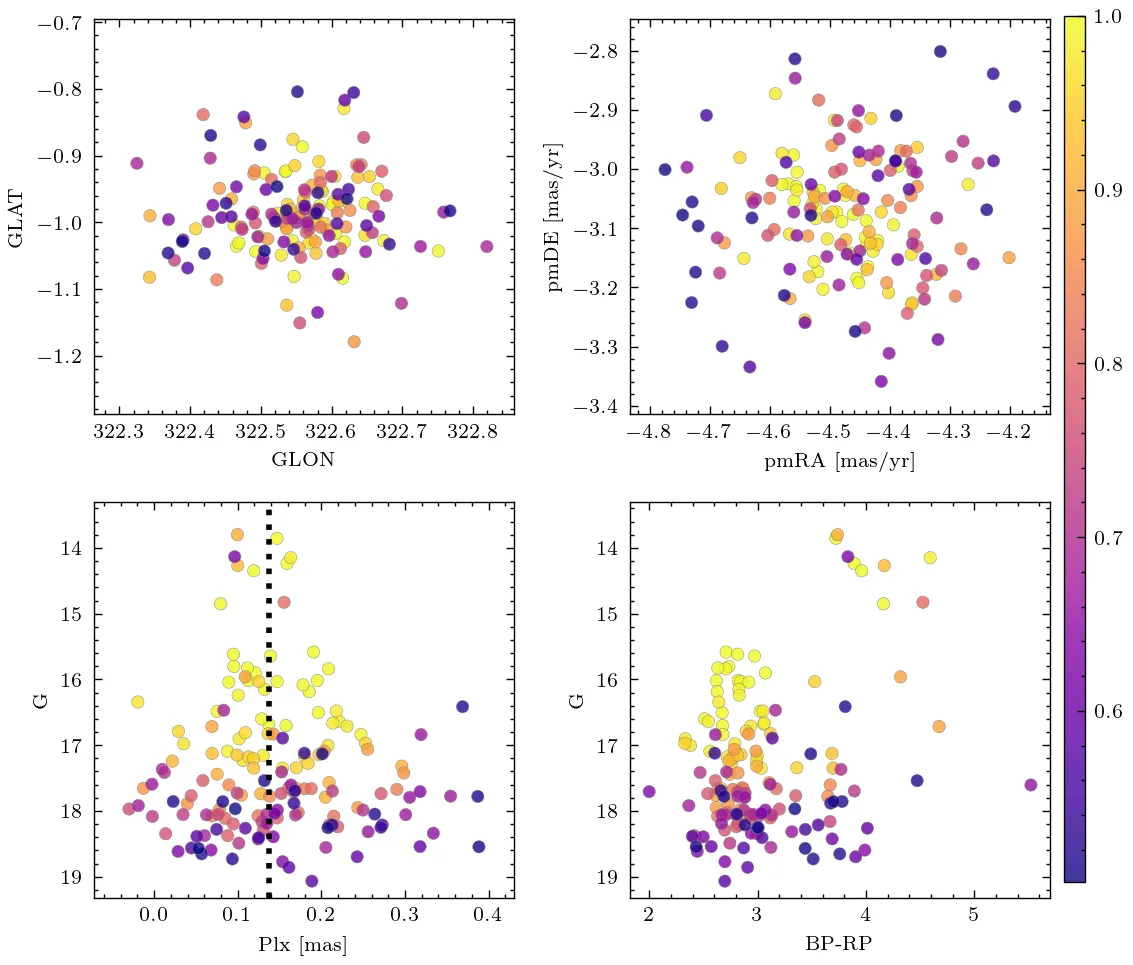 −0.7
−0.8
−0.9
−1.0
−1.1
−1.2
GLAT
322.3 322.4 322.5 322.6 322.7 322.8
GLON
−2.8
−2.9
−3.0
−3.1
−3.2
−3.3
−3.4
pmDE [mas/yr]
−4.8 −4.7 −4.6 −4.5 −4.4 −4.3 −4.2
pmRA [mas/yr]
14
15
16
17
18
19
G
0.0 0.1 0.2 0.3 0.4
Plx [mas]
14
15
16
17
18
19
G
2 3 4 5
BP-RP
1.0
0.9
0.8
0.7
0.6